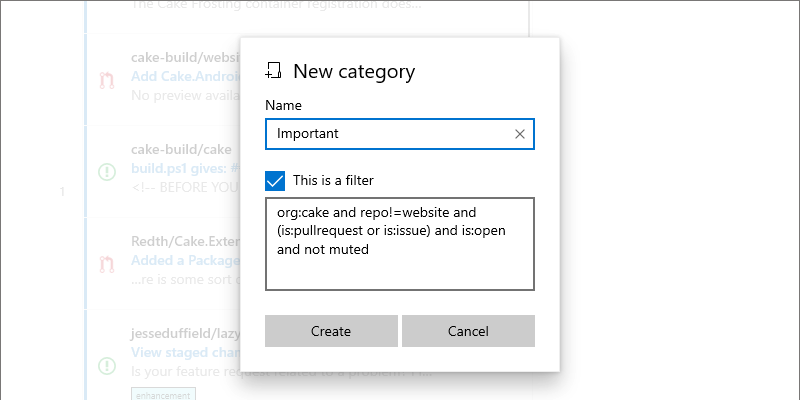 The Cake Frosting container registration does...
cake-build/websi
Add Cake.Androi
No preview availa
cake-build/cake
build.ps1 gives: #
<!-- BEFORE YOU
1
Redth/Cake.Exter
Added a Package
...re is some sort o
jesseduffield/lazy
View staged chan
Is your feature request related to a problem?
enhancement
New category
Name
Important
This is a filter
org:cake and repo!=website and
(is:pullrequest or is:issue) and is:open
and not muted
Create
Cancel